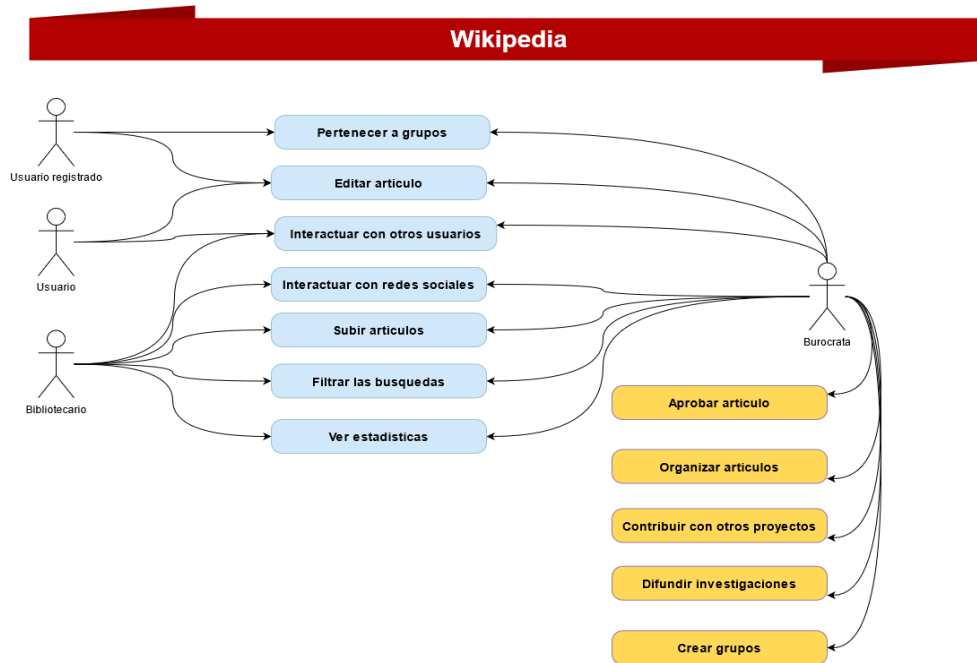 Wikipedia
Usuario registrado
Usuario
Bibliotecario
Pertenecer a grupos
Editar articulo
Interactuar con otros usuarios
Interactuar con redes sociales
Subir articulos
Filtrar las busquedas
Ver estadisticas
Burocrata
Aprobar articulo
Organizar articulos
Contribuir con otros proyectos
Difundir investigaciones
Crear grupos